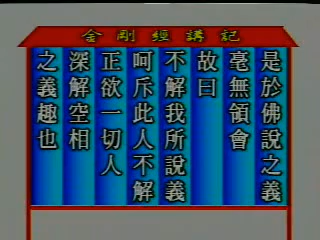 金剛經講記
是於佛說之義
毫無領會
故曰
不解我所說義
呵斥此人不解
正欲一切人
深解空相
之義趣也